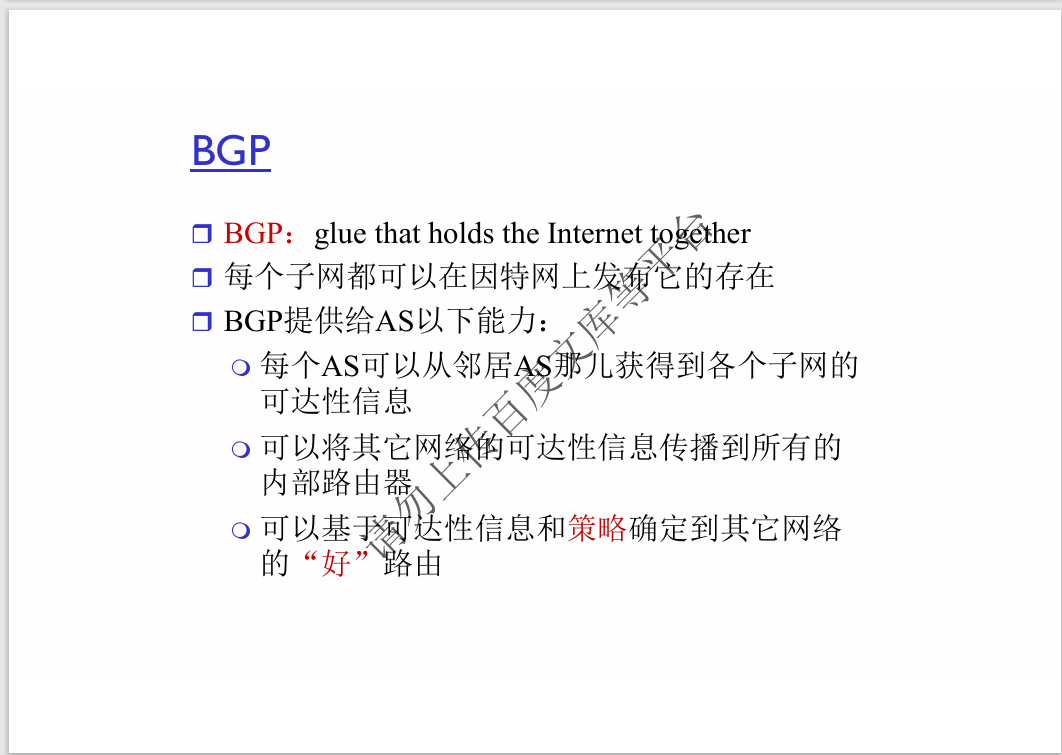 BGP
BGP：glue that holds the Internet together
每个子网都可以在因特网上发布它的存在
BGP提供给AS以下能力：
每个AS可以从邻居AS那儿获得到各个子网的
可达性信息
可以将其它网络的可达性信息传播到所有的
内部路由器
可以基于可达性信息和策略确定到其它网络
的“好”路由
请勿上传百度文库等平台